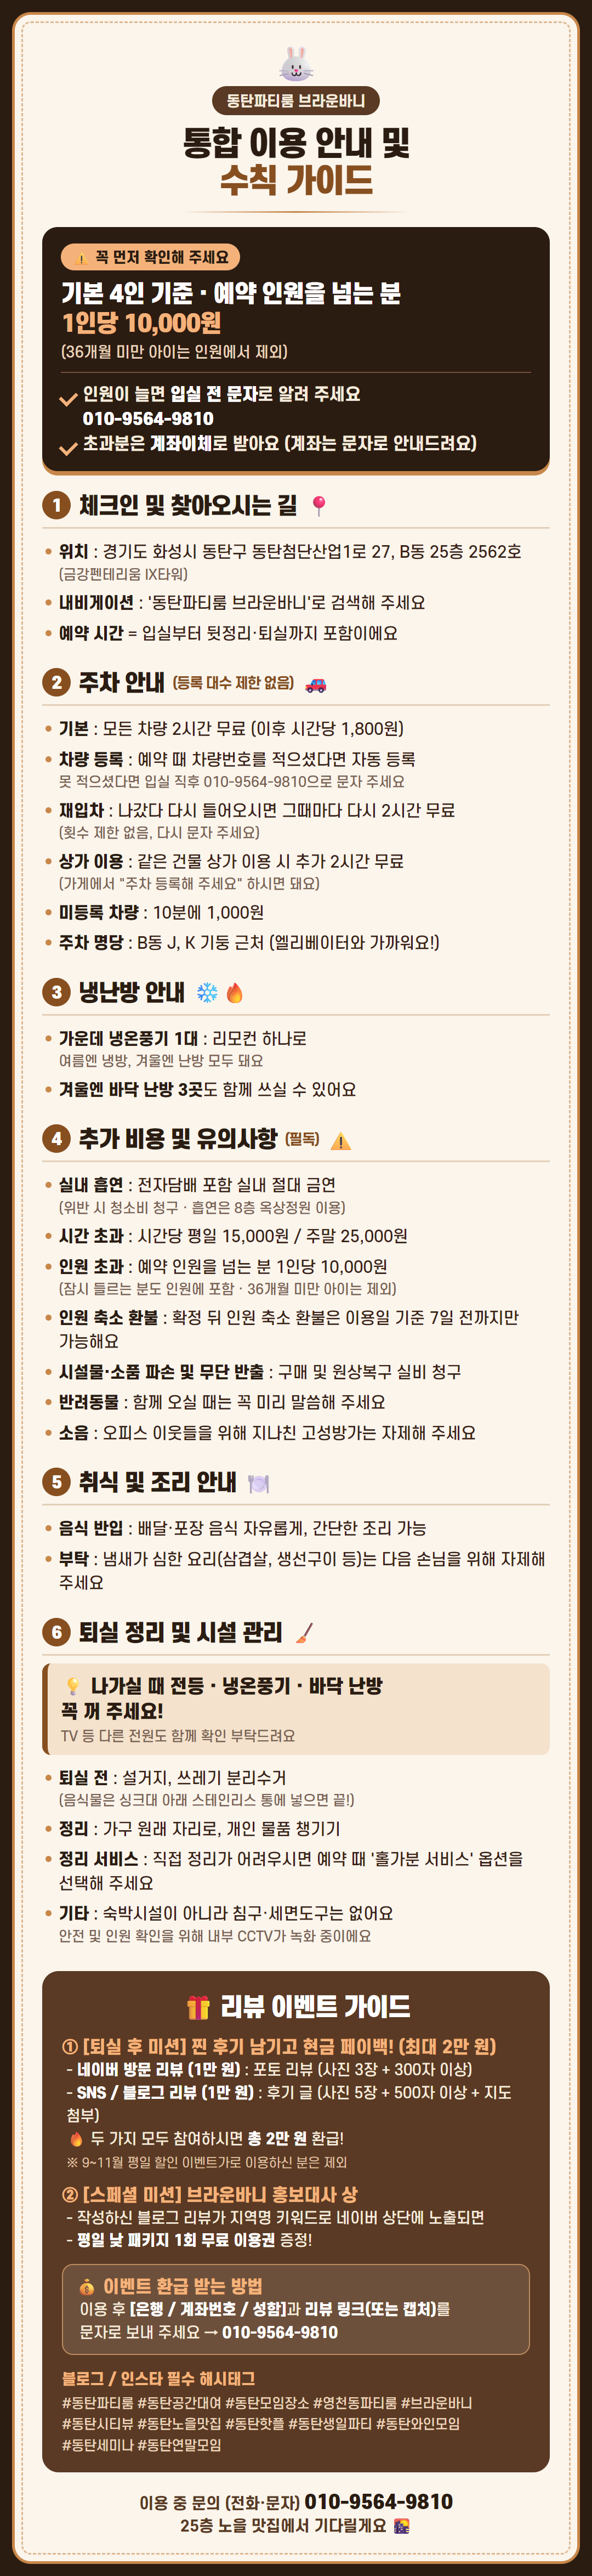 동탄파티룸 브라운바니
통합 이용 안내 및
수칙 가이드
꼭 먼저 확인해 주세요
기본 4인 기준 · 예약 인원을 넘는 분
1인당 10,000원
(36개월 미만 아이는 인원에서 제외)
인원이 늘면 입실 전 문자로 알려 주세요
010-9564-9810
초과분은 계좌이체로 받아요 (계좌는 문자로 안내드려요)
1 체크인 및 찾아오시는 길
• 위치 : 경기도 화성시 동탄구 동탄첨단산업1로 27, B동 25층 2562호
(금강펜테리움 IX타워)
• 내비게이션 : '동탄파티룸 브라운바니'로 검색해 주세요
• 예약 시간 = 입실부터 뒷정리·퇴실까지 포함이에요
2 주차 안내 (등록 대수 제한 없음)
• 기본 : 모든 차량 2시간 무료 (이후 시간당 1,800원)
• 차량 등록 : 예약 때 차량번호를 적으셨다면 자동 등록
못 적으셨다면 입실 직후 010-9564-9810으로 문자 주세요
• 재입차 : 나갔다 다시 들어오시면 그때마다 다시 2시간 무료
(횟수 제한 없음, 다시 문자 주세요)
• 상가 이용 : 같은 건물 상가 이용 시 추가 2시간 무료
(가게에서 "주차 등록해 주세요" 하시면 돼요)
• 미등록 차량 : 10분에 1,000원
• 주차 명당 : B동 J, K 기둥 근처 (엘리베이터와 가까워요!)
3 냉난방 안내
• 가운데 냉온풍기 1대 : 리모컨 하나로
여름엔 냉방, 겨울엔 난방 모두 돼요
• 겨울엔 바닥 난방 3곳도 함께 쓰실 수 있어요
4 추가 비용 및 유의사항 (필독)
• 실내 흡연 : 전자담배 포함 실내 절대 금연
(위반 시 청소비 청구 · 흡연은 8층 옥상정원 이용)
• 시간 초과 : 시간당 평일 15,000원 / 주말 25,000원
• 인원 초과 : 예약 인원을 넘는 분 1인당 10,000원
(잠시 들르는 분도 인원에 포함 · 36개월 미만 아이는 제외)
• 인원 축소 환불 : 확정 뒤 인원 축소 환불은 이용일 기준 7일 전까지만
가능해요
• 시설물·소품 파손 및 무단 반출 : 구매 및 원상복구 실비 청구
• 반려동물 : 함께 오실 때는 꼭 미리 말씀해 주세요
• 소음 : 오피스 이웃들을 위해 지나친 고성방가는 자제해 주세요
5 취식 및 조리 안내
• 음식 반입 : 배달·포장 음식 자유롭게, 간단한 조리 가능
• 부탁 : 냄새가 심한 요리(삼겹살, 생선구이 등)는 다음 손님을 위해 자제해
주세요
6 퇴실 정리 및 시설 관리
나가실 때 전등 · 냉온풍기 · 바닥 난방
꼭 꺼 주세요!
TV 등 다른 전원도 함께 확인 부탁드려요
• 퇴실 전 : 설거지, 쓰레기 분리수거
(음식물은 싱크대 아래 스테인리스 통에 넣으면 끝!)
• 정리 : 가구 원래 자리로, 개인 물품 챙기기
• 정리 서비스 : 직접 정리가 어려우시면 예약 때 '홀가분 서비스' 옵션을
선택해 주세요
• 기타 : 숙박시설이 아니라 침구·세면도구는 없어요
안전 및 인원 확인을 위해 내부 CCTV가 녹화 중이에요
리뷰 이벤트 가이드
① [퇴실 후 미션] 찐 후기 남기고 현금 페이백! (최대 2만 원)
- 네이버 방문 리뷰 (1만 원) : 포토 리뷰 (사진 3장 + 300자 이상)
- SNS / 블로그 리뷰 (1만 원) : 후기 글 (사진 5장 + 500자 이상 + 지도
첨부)
두 가지 모두 참여하시면 총 2만 원 환급!
※ 9~11월 평일 할인 이벤트가로 이용하신 분은 제외
② [스페셜 미션] 브라운바니 홍보대사 상
- 작성하신 블로그 리뷰가 지역명 키워드로 네이버 상단에 노출되면
- 평일 낮 패키지 1회 무료 이용권 증정!
이벤트 환급 받는 방법
이용 후 [은행 / 계좌번호 / 성함]과 리뷰 링크(또는 캡처)를
문자로 보내 주세요 → 010-9564-9810
블로그 / 인스타 필수 해시태그
#동탄파티룸 #동탄공간대여 #동탄모임장소 #영천동파티룸 #브라운바니
#동탄시티뷰 #동탄노을맛집 #동탄핫플 #동탄생일파티 #동탄와인모임
#동탄세미나 #동탄연말모임
이용 중 문의 (전화·문자) 010-9564-9810
25층 노을 맛집에서 기다릴게요